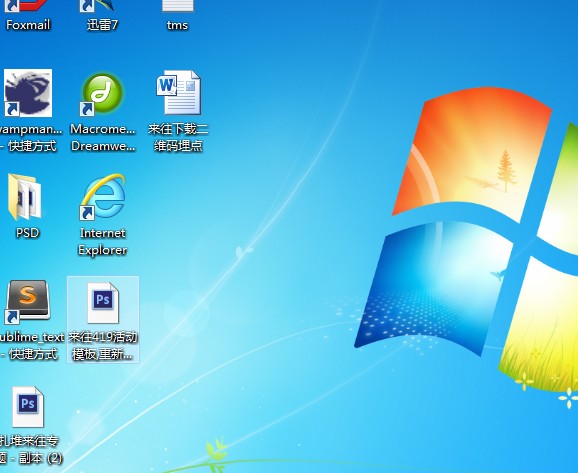 Foxmail
迅雷7
tms
vampman...
- 快捷方式
Macrome...
Dreamwe...
来往下载二
维码埋点
PSD
Internet
Explorer
ublime_text
- 快捷方式
来往419活动
模板,重新...
扎堆来往专
题 - 副本 (2)